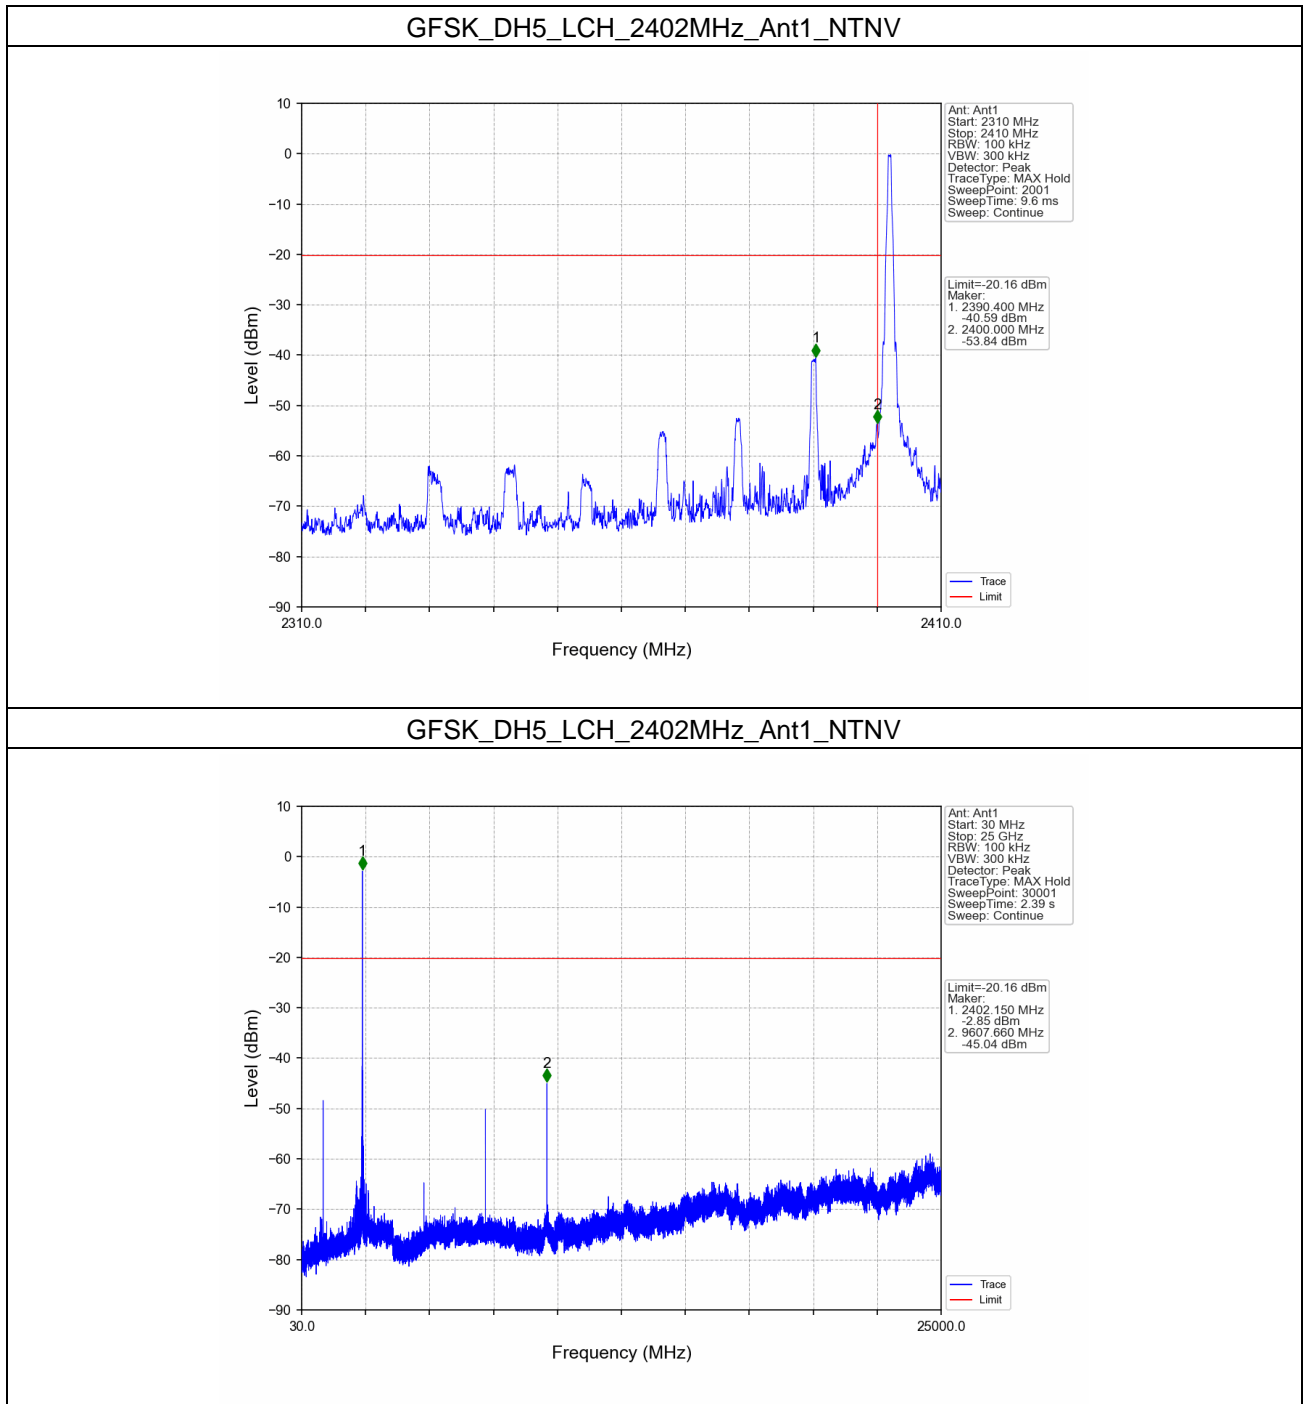 GFSK_DH5_LCH_2402MHz_Ant1_NTNV
10
0
−10
−20
−30
−40
−50
−60
−70
−80
−90
Level (dBm)
2310.0
2410.0
Frequency (MHz)
1
2
Ant: Ant1
Start: 2310 MHz
Stop: 2410 MHz
RBW: 100 kHz
VBW: 300 kHz
Detector: Peak
TraceType: MAX Hold
SweepPoint: 2001
SweepTime: 9.6 ms
Sweep: Continue
Limit=-20.16 dBm
Maker:
1. 2390.400 MHz
-40.59 dBm
2. 2400.000 MHz
-53.84 dBm
Trace
Limit
GFSK_DH5_LCH_2402MHz_Ant1_NTNV
10
0
−10
−20
−30
−40
−50
−60
−70
−80
−90
Level (dBm)
30.0
25000.0
Frequency (MHz)
1
2
Ant: Ant1
Start: 30 MHz
Stop: 25 GHz
RBW: 100 kHz
VBW: 300 kHz
Detector: Peak
TraceType: MAX Hold
SweepPoint: 30001
SweepTime: 2.39 s
Sweep: Continue
Limit=-20.16 dBm
Maker:
1. 2402.150 MHz
-2.85 dBm
2. 9607.660 MHz
-45.04 dBm
Trace
Limit